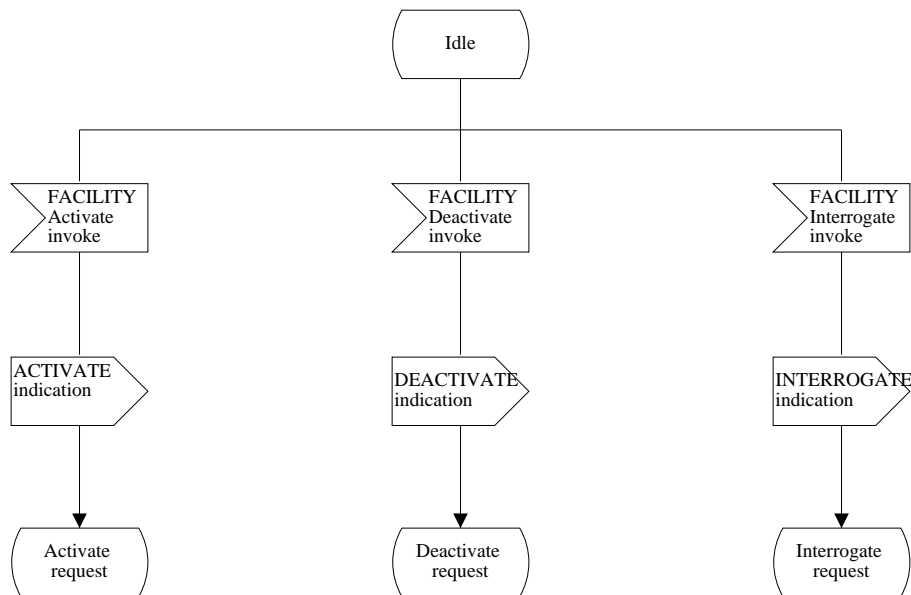 Idle
FACILITY
Activate
invoke
FACILITY
Deactivate
invoke
FACILITY
Interrogate
invoke
ACTIVATE
indication
DEACTIVATE
indication
INTERROGATE
indication
Activate
request
Deactivate
request
Interrogate
request